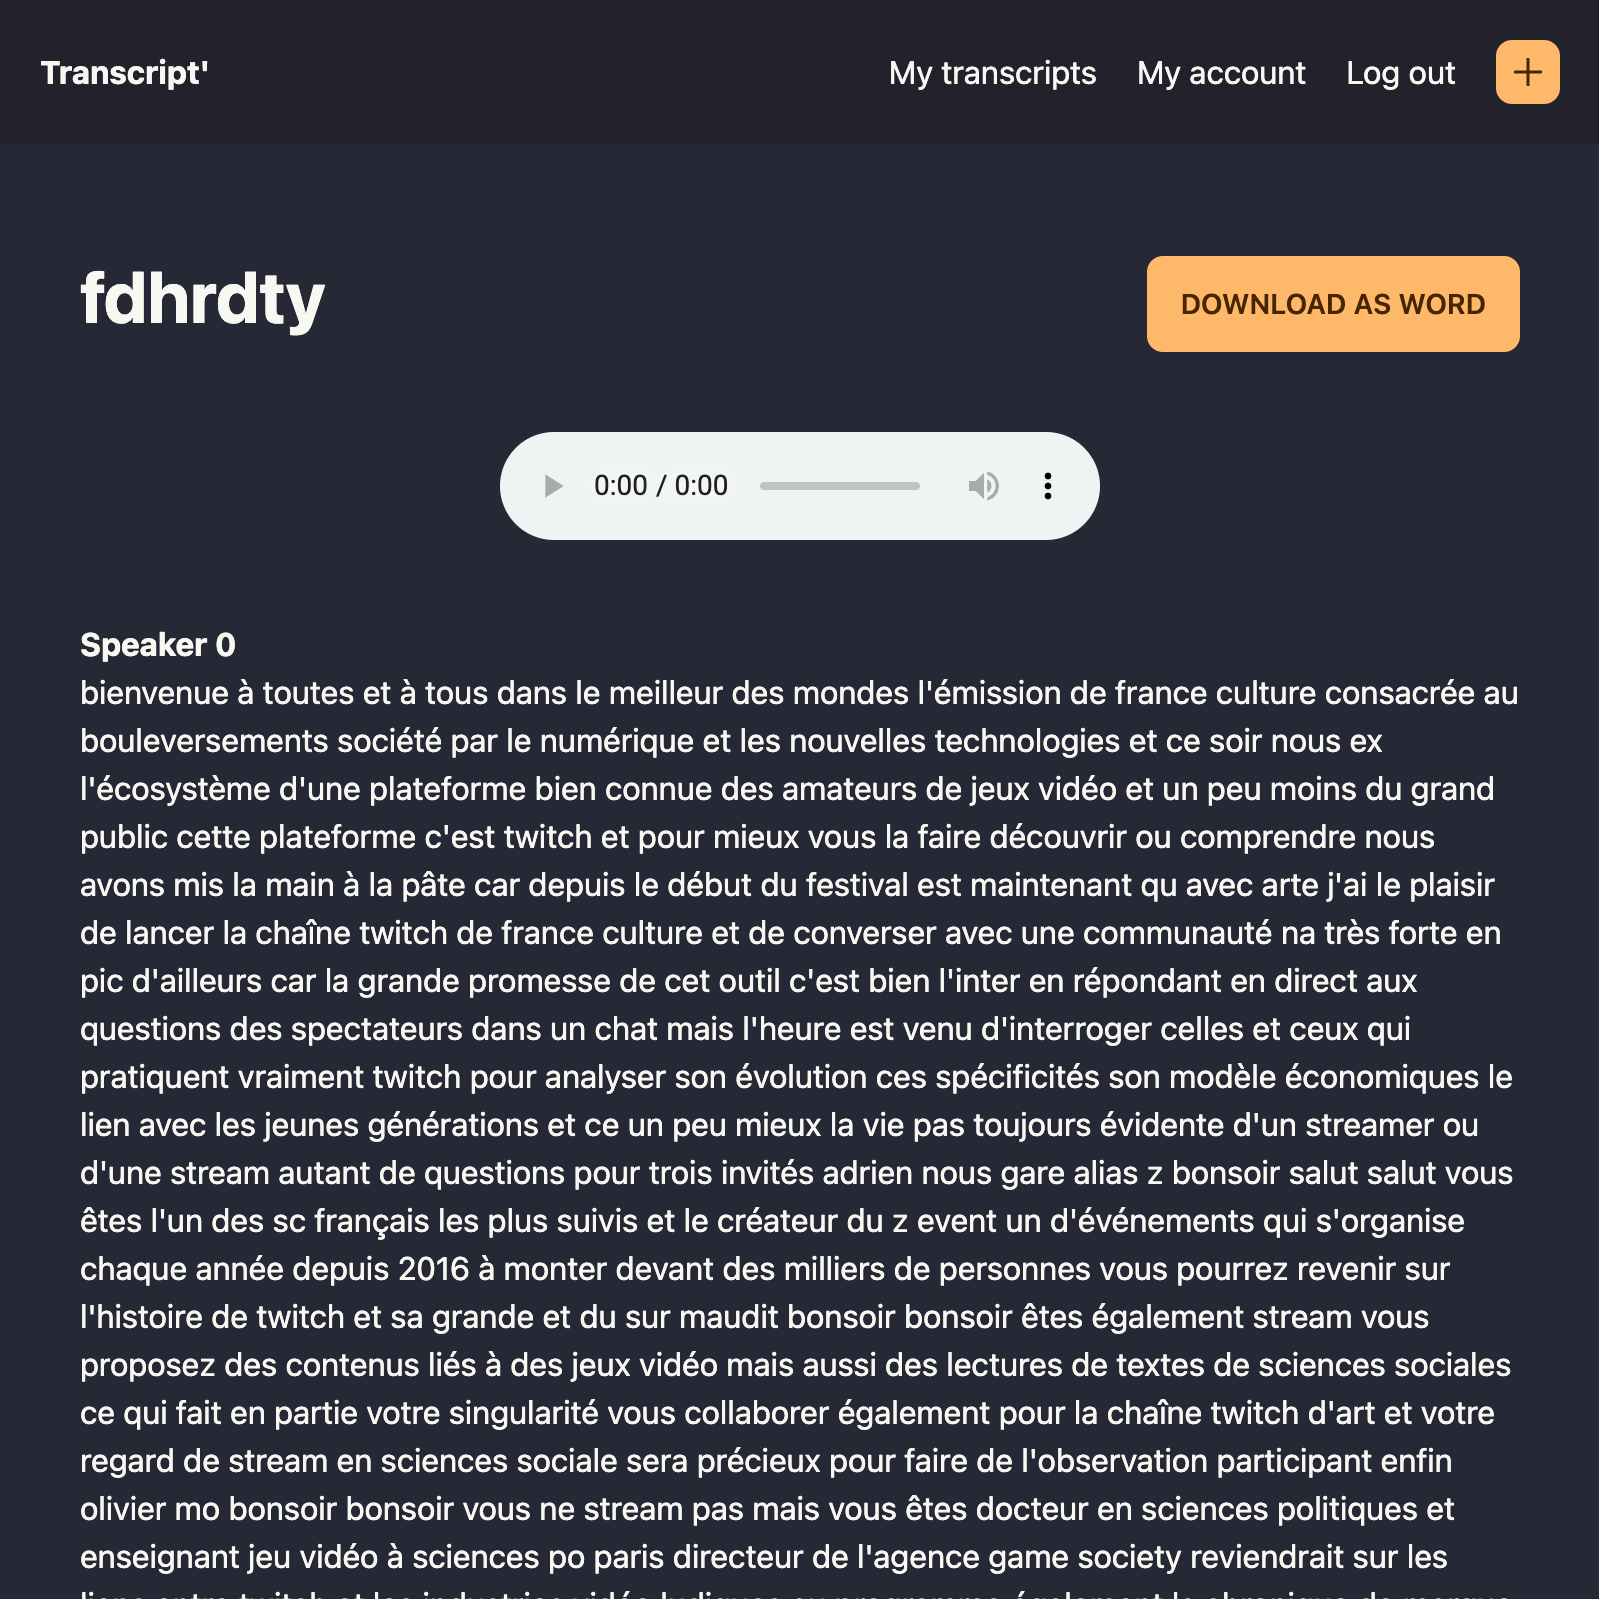 Transcript'
My transcripts
My account
Log out
fdhrdty
DOWNLOAD AS WORD
0:00 / 0:00
Speaker 0
bienvenue à toutes et à tous dans le meilleur des mondes l'émission de france culture consacrée au
bouleversements société par le numérique et les nouvelles technologies et ce soir nous ex
l'écosystème d'une plateforme bien connue des amateurs de jeux vidéo et un peu moins du grand
public cette plateforme c'est twitch et pour mieux vous la faire découvrir ou comprendre nous
avons mis la main à la pâte car depuis le début du festival est maintenant qu avec arte j'ai le plaisir
de lancer la chaîne twitch de france culture et de converser avec une communauté na très forte en
pic d'ailleurs car la grande promesse de cet outil c'est bien l'inter en répondant en direct aux
questions des spectateurs dans un chat mais l'heure est venu d'interroger celles et ceux qui
pratiquent vraiment twitch pour analyser son évolution ces spécificités son modèle économiques le
lien avec les jeunes générations et ce un peu mieux la vie pas toujours évidente d'un streamer ou
d'une stream autant de questions pour trois invités adrien nous gare alias z bonsoir salut salut vous
êtes l'un des sc français les plus suivis et le créateur du z event un d'événements qui s'organise
chaque année depuis 2016 à monter devant des milliers de personnes vous pourrez revenir sur
l'histoire de twitch et sa grande et du sur maudit bonsoir bonsoir êtes également stream vous
proposez des contenus liés à des jeux vidéo mais aussi des lectures de textes de sciences sociales
ce qui fait en partie votre singularité vous collaborer également pour la chaîne twitch d'art et votre
regard de stream en sciences sociale sera précieux pour faire de l'observation participant enfin
olivier mo bonsoir bonsoir vous ne stream pas mais vous êtes docteur en sciences politiques et
enseignant jeu vidéo à sciences po paris directeur de l'agence game society reviendrait sur les